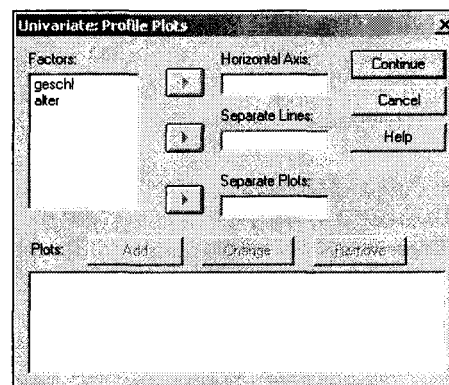 Univariate: Profile Plots
Factors:
geschl
alter
Horizontal Axis:
Separate Lines:
Separate Plots:
Continue
Cancel
Help
Plots:
Add
Change
Remove